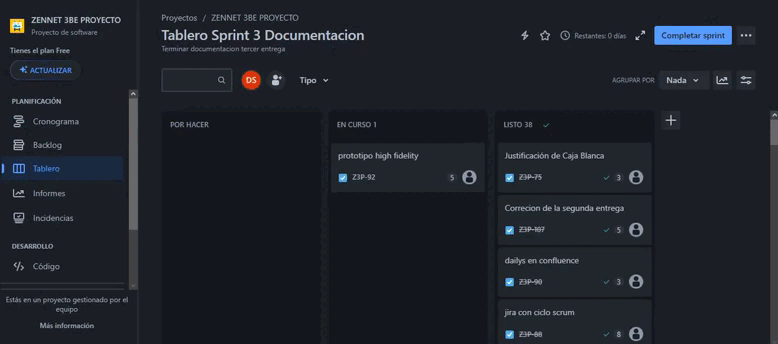 ZENNET 3BE PROYECTO
Proyecto de software
Tienes el plan Free
ACTUALIZAR
PLANIFICACIÓN
Cronograma
Backlog
Tablero
Informes
Incidencias
DESARROLLO
Código
Estás en un proyecto gestionado por el
equipo
Más información
Proyectos / ZENNET 3BE PROYECTO
Tablero Sprint 3 Documentacion
Terminar documentacion tercer entrega
Restantes: 0 días
Completar sprint
DS
Tipo
AGRUPAR POR
Nada
POR HACER
EN CURSO 1
prototipo high fidelity
Z3P-92
5
LISTO 38
Justificación de Caja Blanca
Z3P-75
3
Correcion de la segunda entrega
Z3P-107
5
dailys en confluence
Z3P-90
3
jira con ciclo scrum
Z3P-88
8